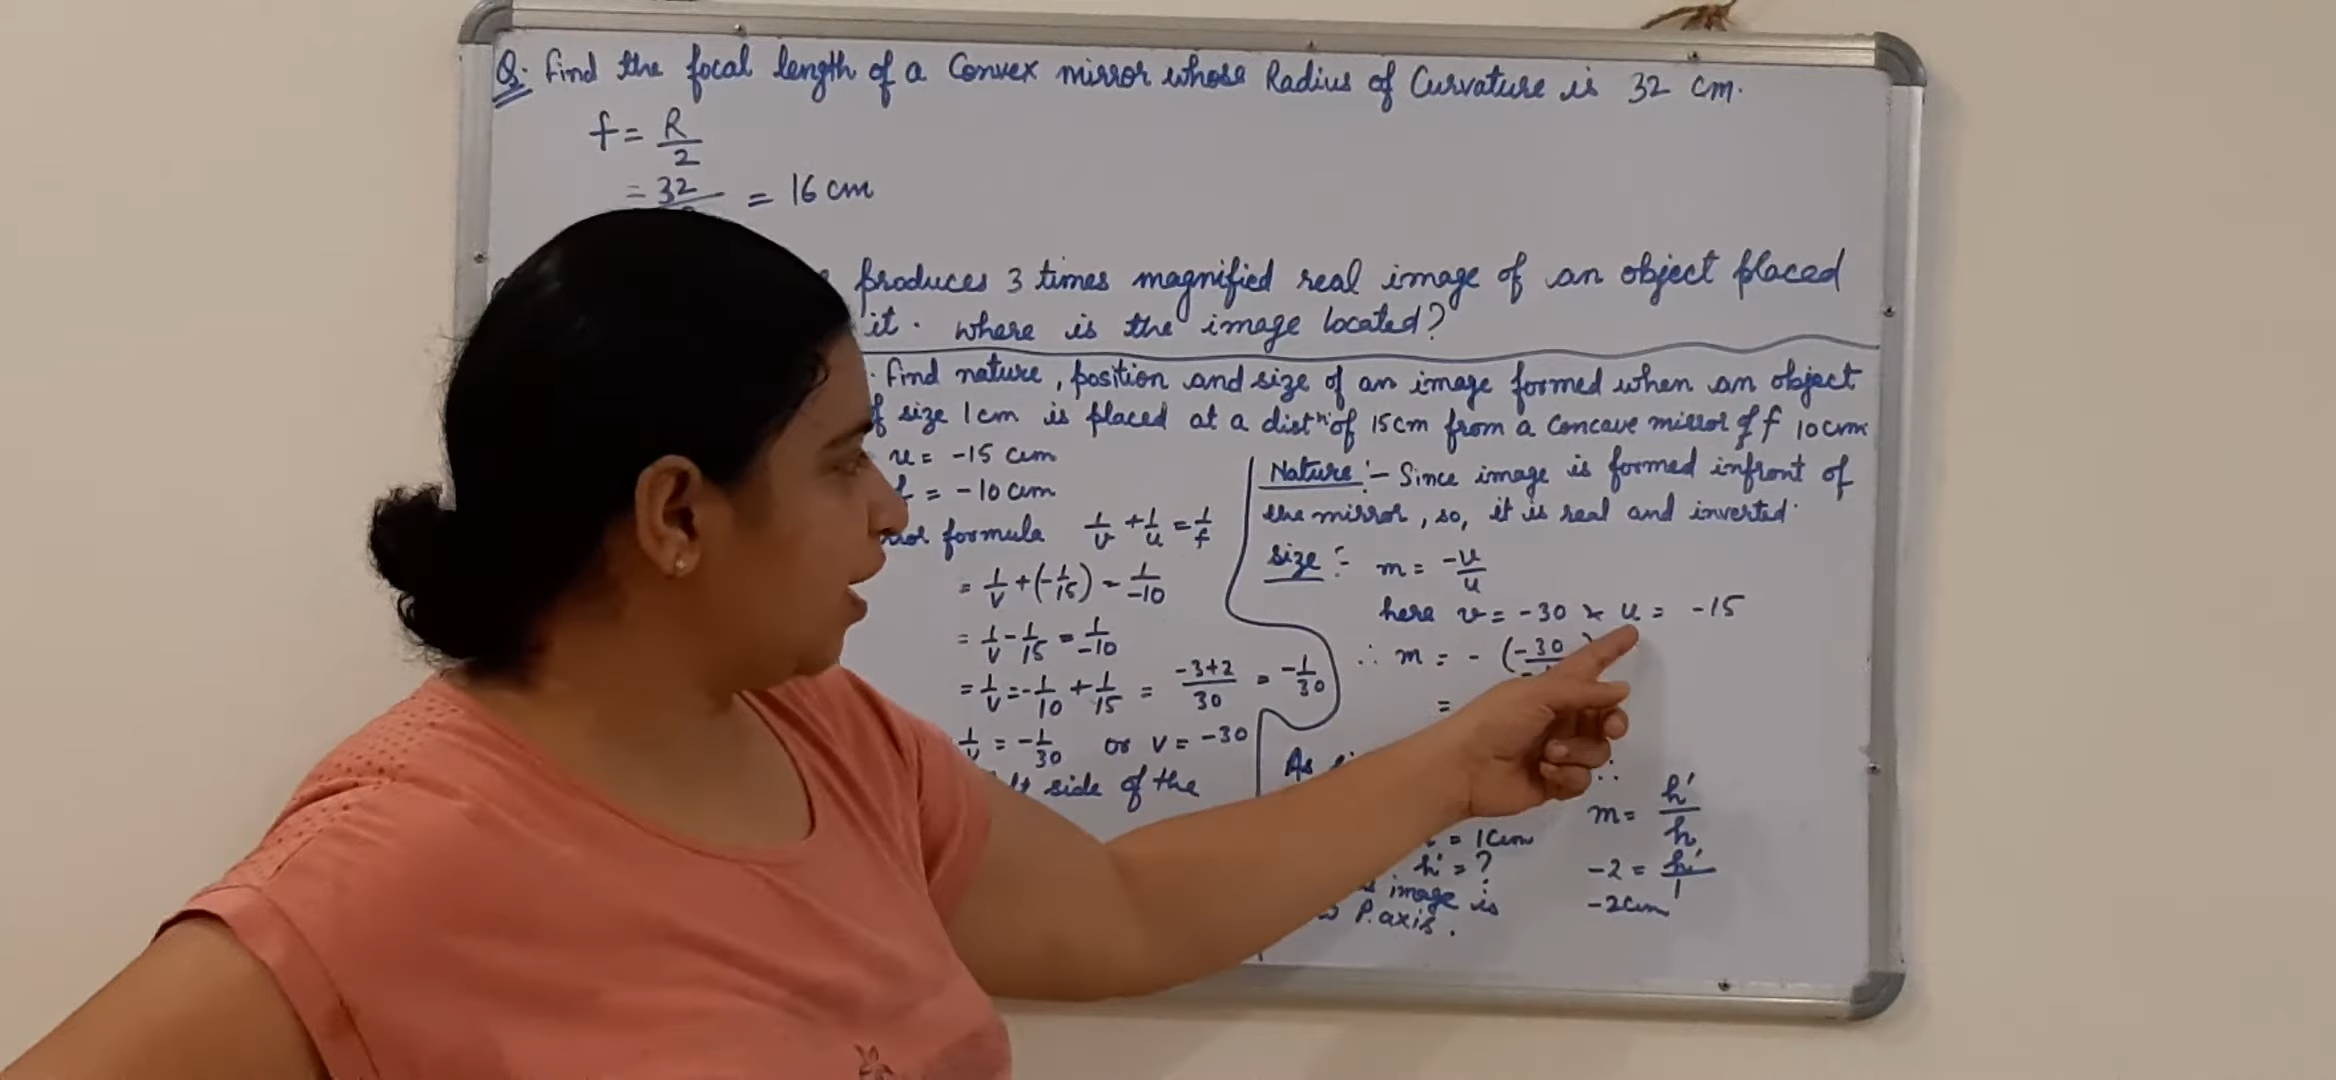 Q. Find the focal length of a Convex mirror whose Radius of Curvature is 32 cm.
f = R/2
= 32 = 16 cm
produces 3 times magnified real image of an object placed
it. Where is the image located?
Find nature, position and size of an image formed when an object
of size 1cm is placed at a distⁿ of 15cm from a Concave mirror of f 10cm
u = -15 cm
f = -10 cm
formula 1/v + 1/u = 1/f
= 1/v + (-1/15) = 1/-10
= 1/v - 1/15 = 1/-10
= 1/v = -1/10 + 1/15 = -3+2/30 = -1/30
1/v = -1/30 or v = -30
side of the
Nature :- Since image is formed infront of
the mirror, so, it is real and inverted.
size :- m = -v/u
here v = -30 & u = -15
∴ m = - (-30
=
As
∴
m = h'/h
= 1cm
h' = ?
-2 = h'/1
image is
-2cm
P.axis.